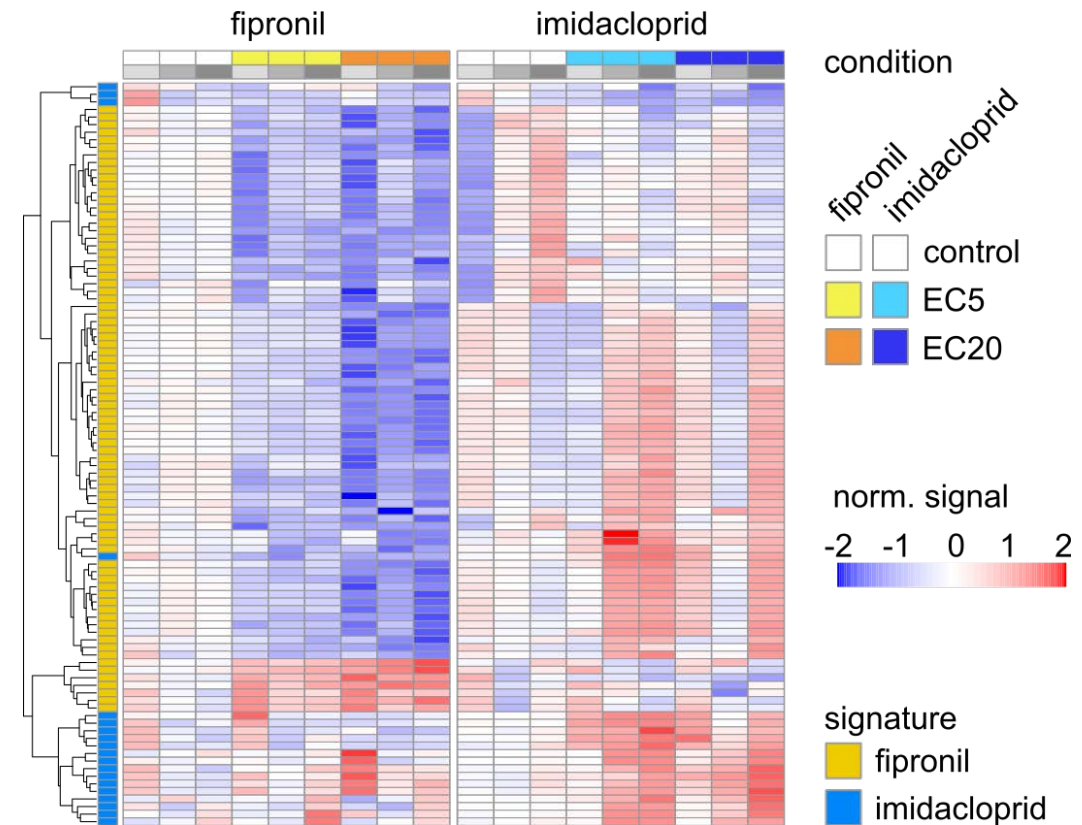 fipronil imidacloprid
condition
fipronil
imidacloprid
control
EC5
EC20
norm. signal
-2 -1 0 1 2
signature
fipronil
imidacloprid